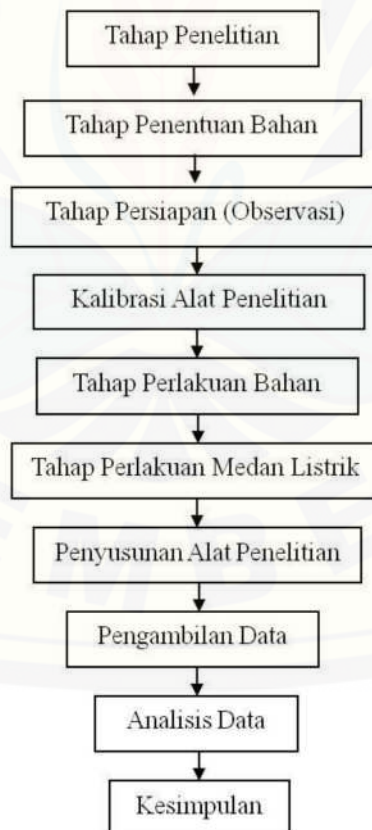 Tahap Penelitian
Tahap Penentuan Bahan
Tahap Persiapan (Observasi)
Kalibrasi Alat Penelitian
Tahap Perlakuan Bahan
Tahap Perlakuan Medan Listrik
Penyusunan Alat Penelitian
Pengambilan Data
Analisis Data
Kesimpulan